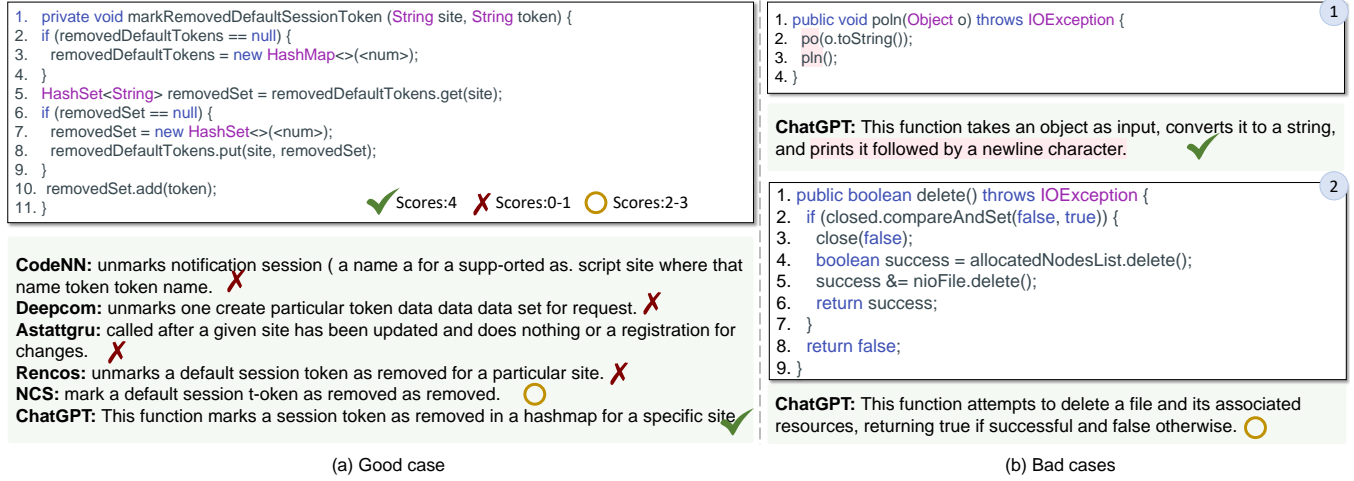 1. private void markRemovedDefaultSessionToken (String site, String token) {
2. if (removedDefaultTokens == null) {
3. removedDefaultTokens = new HashMap<>(<num>);
4. }
5. HashSet<String> removedSet = removedDefaultTokens.get(site);
6. if (removedSet == null) {
7. removedSet = new HashSet<>(<num>);
8. removedDefaultTokens.put(site, removedSet);
9. }
10. removedSet.add(token);
11. }
Scores:4 Scores:0-1 Scores:2-3
CodeNN: unmarks notification session ( a name a for a supp-orted as. script site where that
name token token name.
Deepcom: unmarks one create particular token data data data set for request.
Astattgru: called after a given site has been updated and does nothing or a registration for
changes.
Rencos: unmarks a default session token as removed for a particular site.
NCS: mark a default session t-oken as removed as removed.
ChatGPT: This function marks a session token as removed in a hashmap for a specific site
(a) Good case
1
1. public void poln(Object o) throws IOException {
2. po(o.toString());
3. pln();
4. }
ChatGPT: This function takes an object as input, converts it to a string,
and prints it followed by a newline character.
2
1. public boolean delete() throws IOException {
2. if (closed.compareAndSet(false, true)) {
3. close(false);
4. boolean success = allocatedNodesList.delete();
5. success &= nioFile.delete();
6. return success;
7. }
8. return false;
9. }
ChatGPT: This function attempts to delete a file and its associated
resources, returning true if successful and false otherwise.
(b) Bad cases